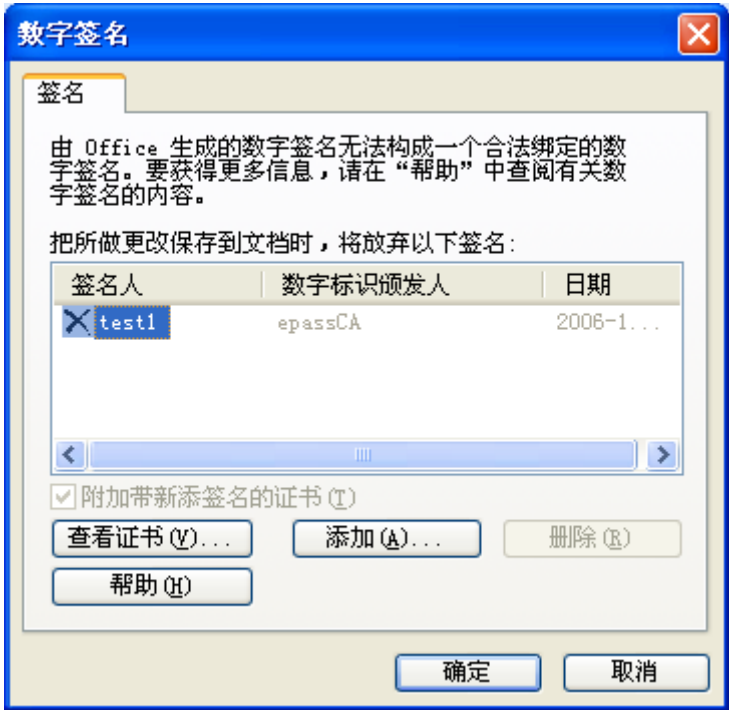 数字签名
签名
由 Office 生成的数字签名无法构成一个合法绑定的数
字签名。要获得更多信息，请在“帮助”中查阅有关数
字签名的内容。
把所做更改保存到文档时，将放弃以下签名:
签名人 数字标识颁发人 日期
test1 epassCA 2006-1...
附加带新添签名的证书(T)
查看证书(V)... 添加(A)... 删除(R)
帮助(H)
确定 取消